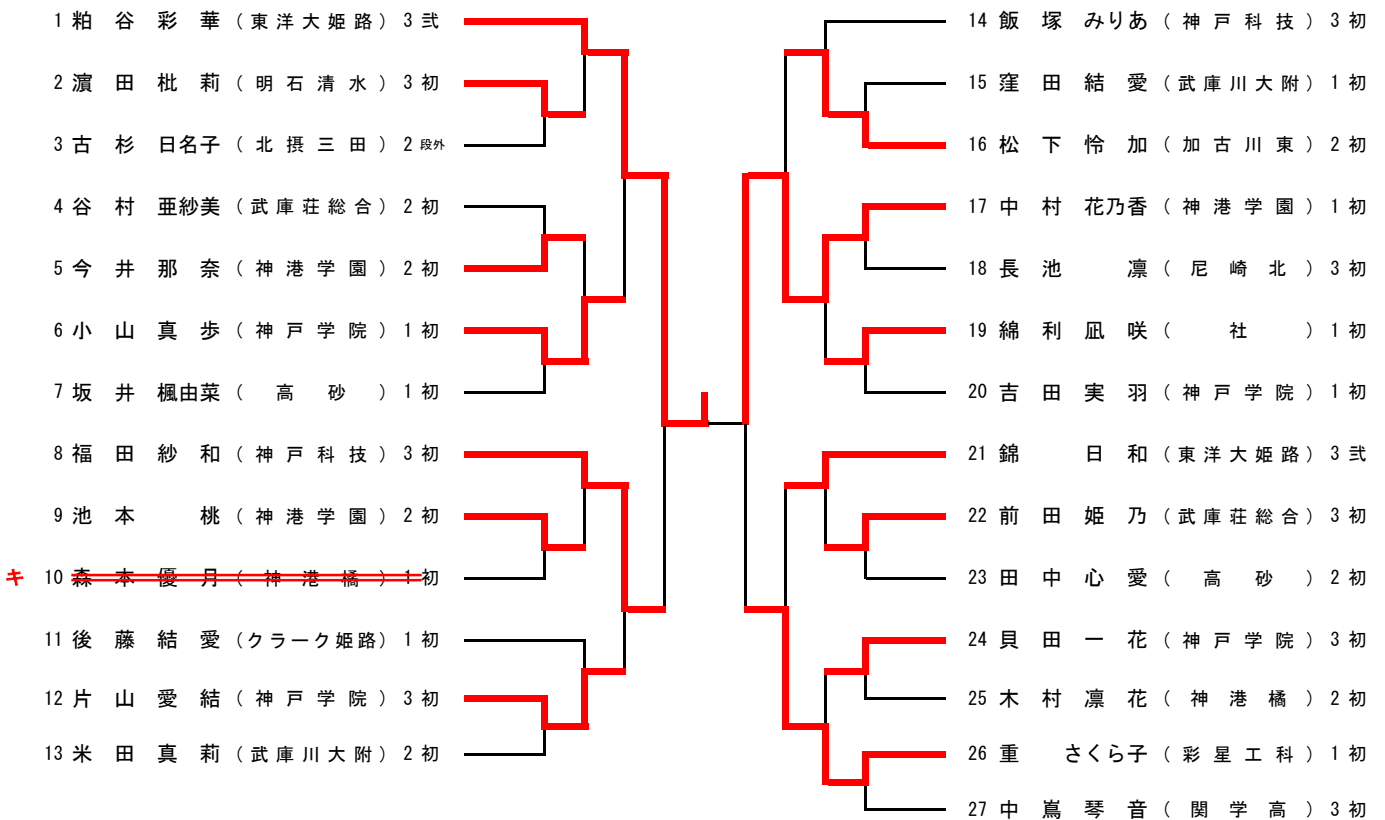 1 粕谷彩華 (東洋大姫路) 3 弐
2 濵田枇莉 (明石清水) 3 初
3 古杉日名子 (北摂三田) 2 段外
4 谷村亜紗美 (武庫荘総合) 2 初
5 今井那奈 (神港学園) 2 初
6 小山真歩 (神戸学院) 1 初
7 坂井楓由菜 (高砂) 1 初
8 福田紗和 (神戸科技) 3 初
9 池本桃 (神港学園) 2 初
キ 10 森本優月 (神港橘) 1 初
11 後藤結愛 (クラーク姫路) 1 初
12 片山愛結 (神戸学院) 3 初
13 米田真莉 (武庫川大附) 2 初
14 飯塚みりあ (神戸科技) 3 初
15 窪田結愛 (武庫川大附) 1 初
16 松下怜加 (加古川東) 2 初
17 中村花乃香 (神港学園) 1 初
18 長池凛 (尼崎北) 3 初
19 綿利凪咲 (社) 1 初
20 吉田実羽 (神戸学院) 1 初
21 錦日和 (東洋大姫路) 3 弐
22 前田姫乃 (武庫荘総合) 3 初
23 田中心愛 (高砂) 2 初
24 貝田一花 (神戸学院) 3 初
25 木村凛花 (神港橘) 2 初
26 重さくら子 (彩星工科) 1 初
27 中嶌琴音 (関学高) 3 初